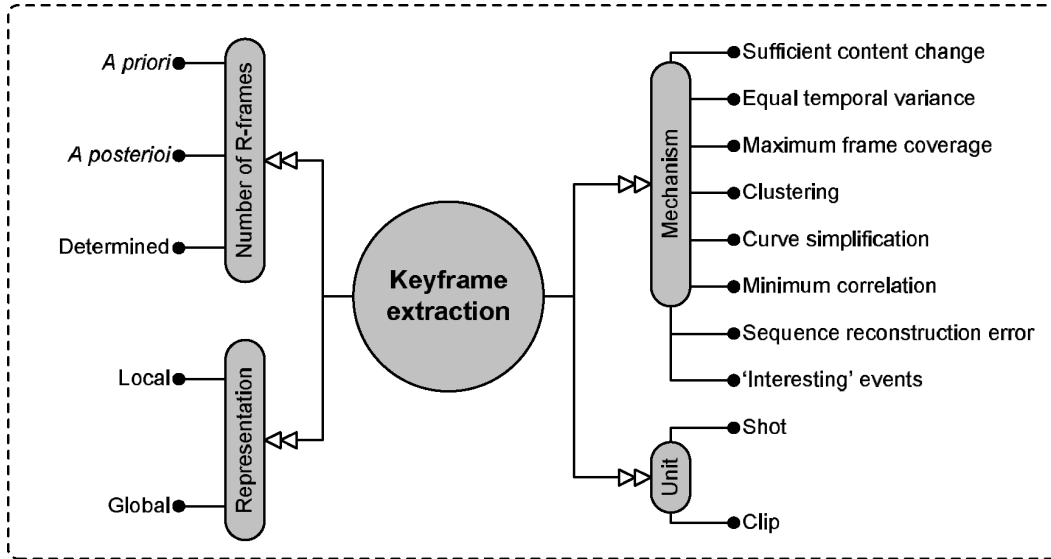 A priori
A posterioi
Determined
Number of R-frames
Local
Global
Representation
Keyframe
extraction
Mechanism
Sufficient content change
Equal temporal variance
Maximum frame coverage
Clustering
Curve simplification
Minimum correlation
Sequence reconstruction error
‘Interesting’ events
Unit
Shot
Clip